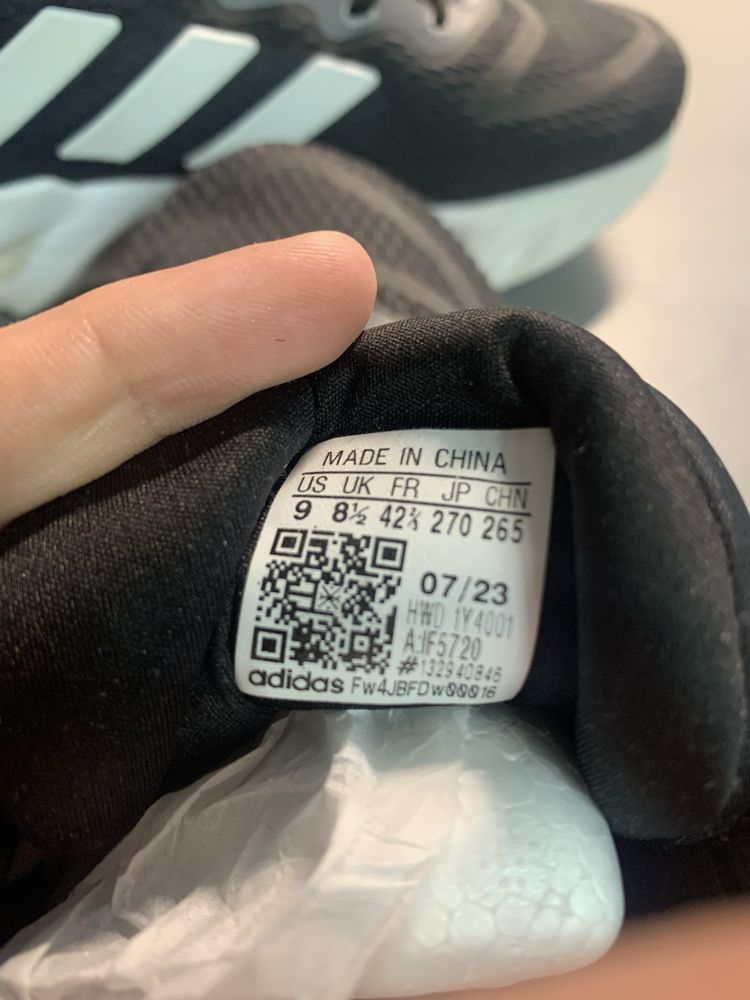 MADE IN CHINA
US UK FR JP CHN
9 8½ 42⅔ 270 265
07/23
HWD 1Y4001
A:IF5720
#132940846
adidas Fw4JBFDw00016